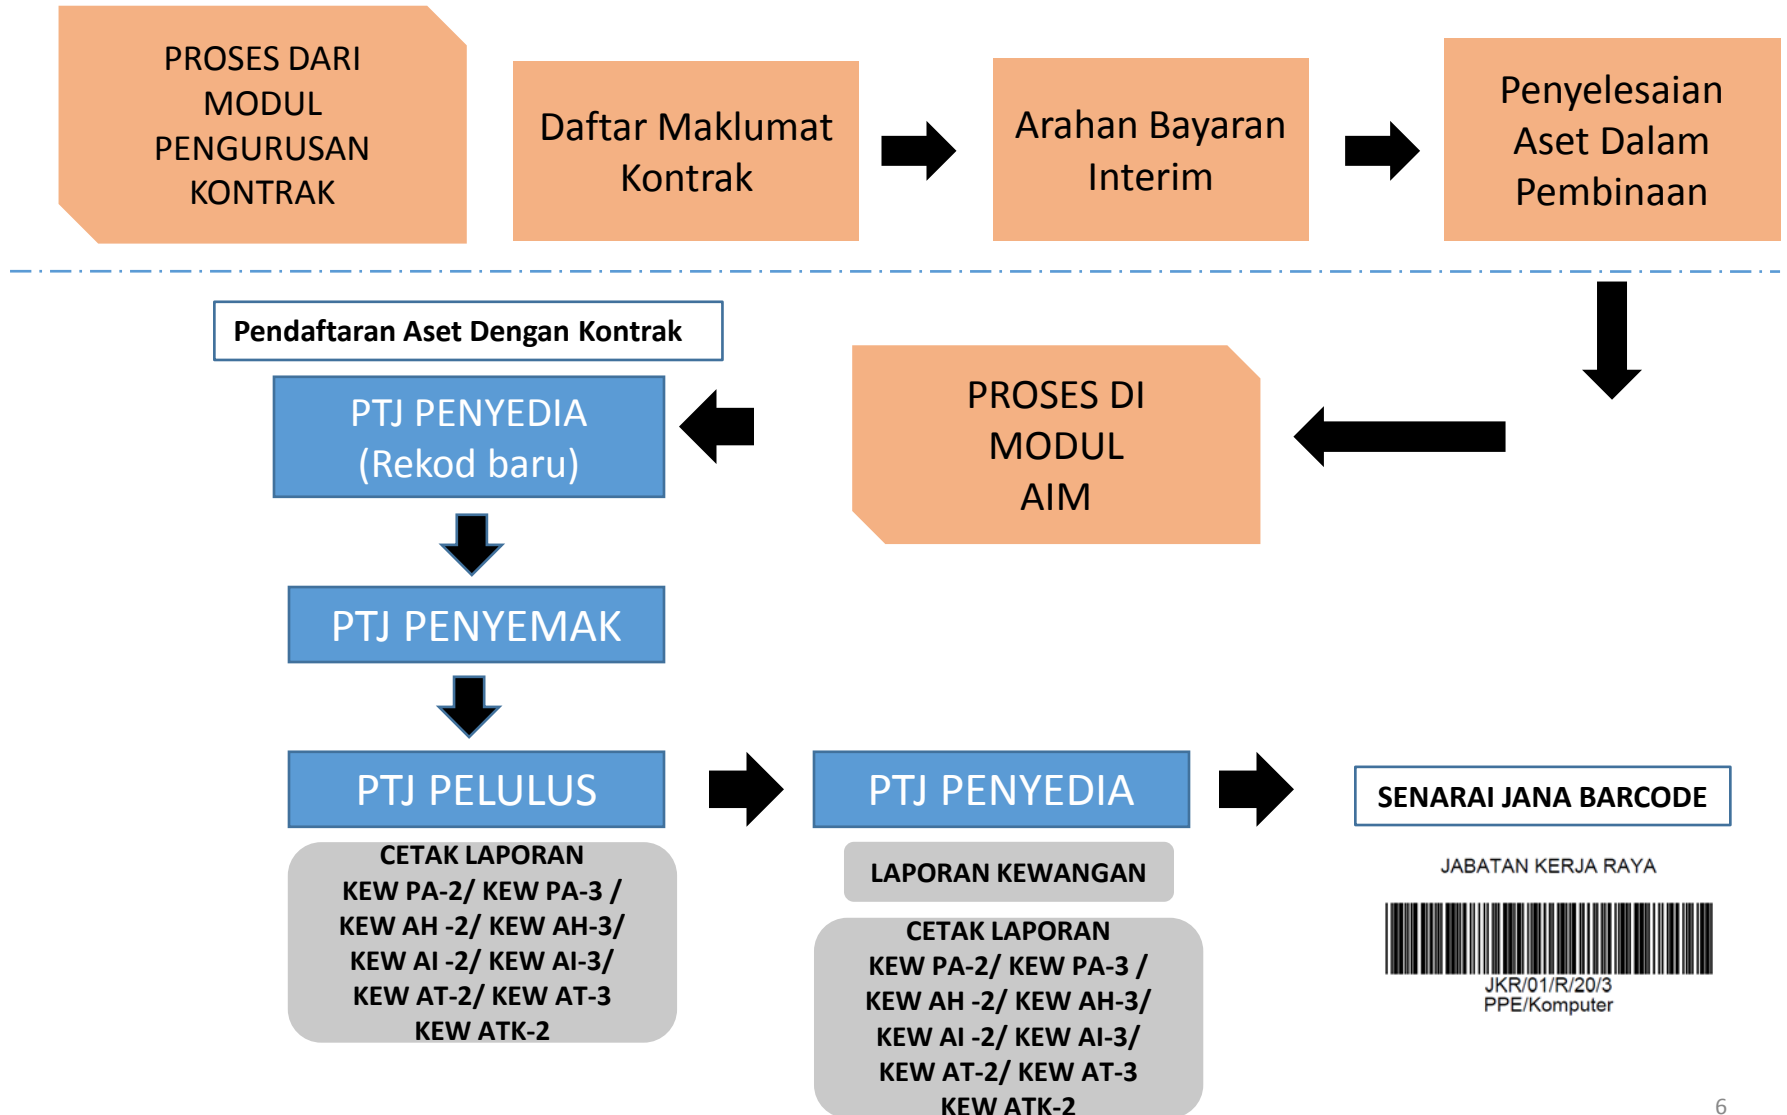 PROSES DARI
MODUL
PENGURUSAN
KONTRAK
Daftar Maklumat
Kontrak
Arahan Bayaran
Interim
Penyelesaian
Aset Dalam
Pembinaan
Pendaftaran Aset Dengan Kontrak
PTJ PENYEDIA
(Rekod baru)
PROSES DI
MODUL
AIM
PTJ PENYEMAK
PTJ PELULUS
PTJ PENYEDIA
SENARAI JANA BARCODE
CETAK LAPORAN
KEW PA-2/ KEW PA-3 /
KEW AH -2/ KEW AH-3/
KEW AI -2/ KEW AI-3/
KEW AT-2/ KEW AT-3
KEW ATK-2
LAPORAN KEWANGAN
CETAK LAPORAN
KEW PA-2/ KEW PA-3 /
KEW AH -2/ KEW AH-3/
KEW AI -2/ KEW AI-3/
KEW AT-2/ KEW AT-3
KEW ATK-2
JABATAN KERJA RAYA
JKR/01/R/20/3
PPE/Komputer
6